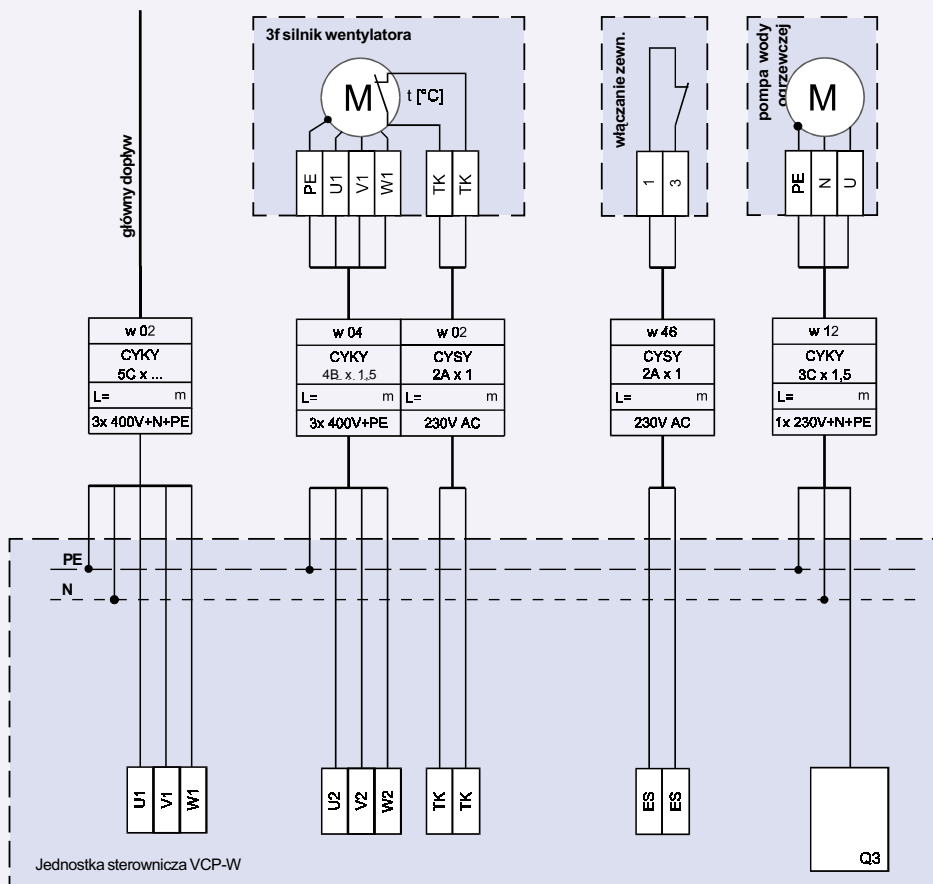 3f silnik wentylatora
M
t [°C]
PE
U1
V1
W1
TK
TK
główny dopływ
włączanie zewn.
1
3
pompa wody
ogrzewczej
M
PE
N
U
w 02
CYKY
5C x ...
L= m
3x 400V+N+PE
w 04
CYKY
4B x 1,5
L= m
3x 400V+PE
w 02
CYSY
2A x 1
L= m
230V AC
w 46
CYSY
2A x 1
L= m
230V AC
w 12
CYKY
3C x 1,5
L= m
1x 230V+N+PE
PE
N
U1
V1
W1
U2
V2
W2
TK
TK
ES
ES
Q3
Jednostka sterownicza VCP-W